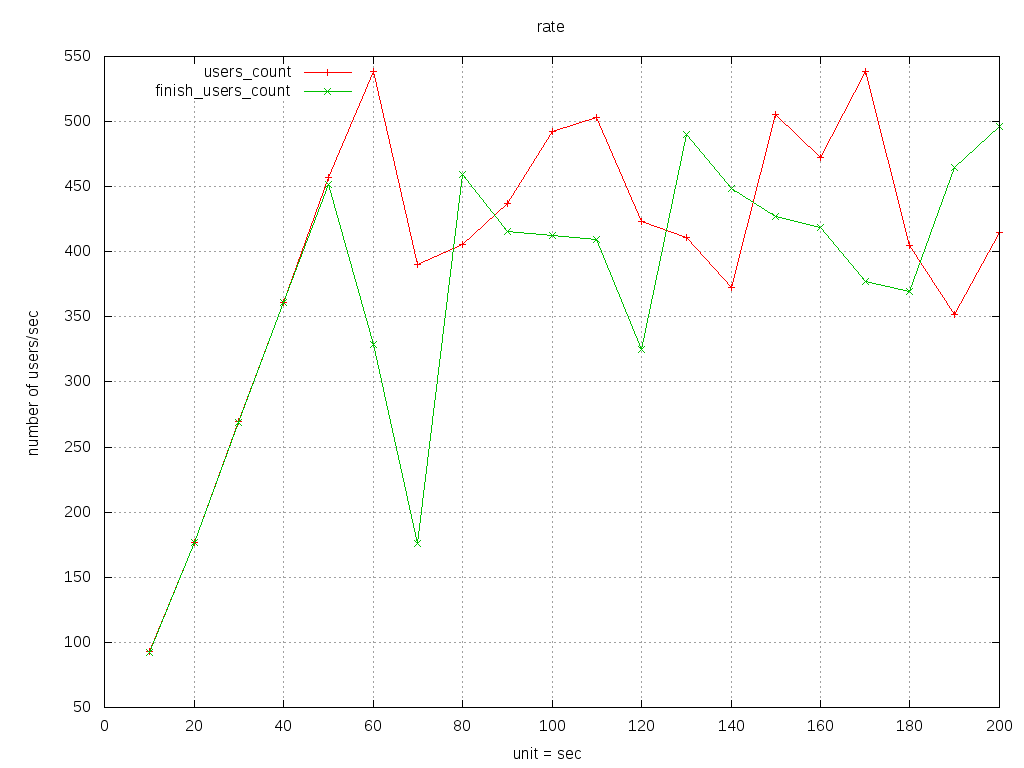 rate
users_count
finish_users_count
550
500
450
400
350
300
250
200
150
100
50
number of users/sec
0 20 40 60 80 100 120 140 160 180 200
unit = sec